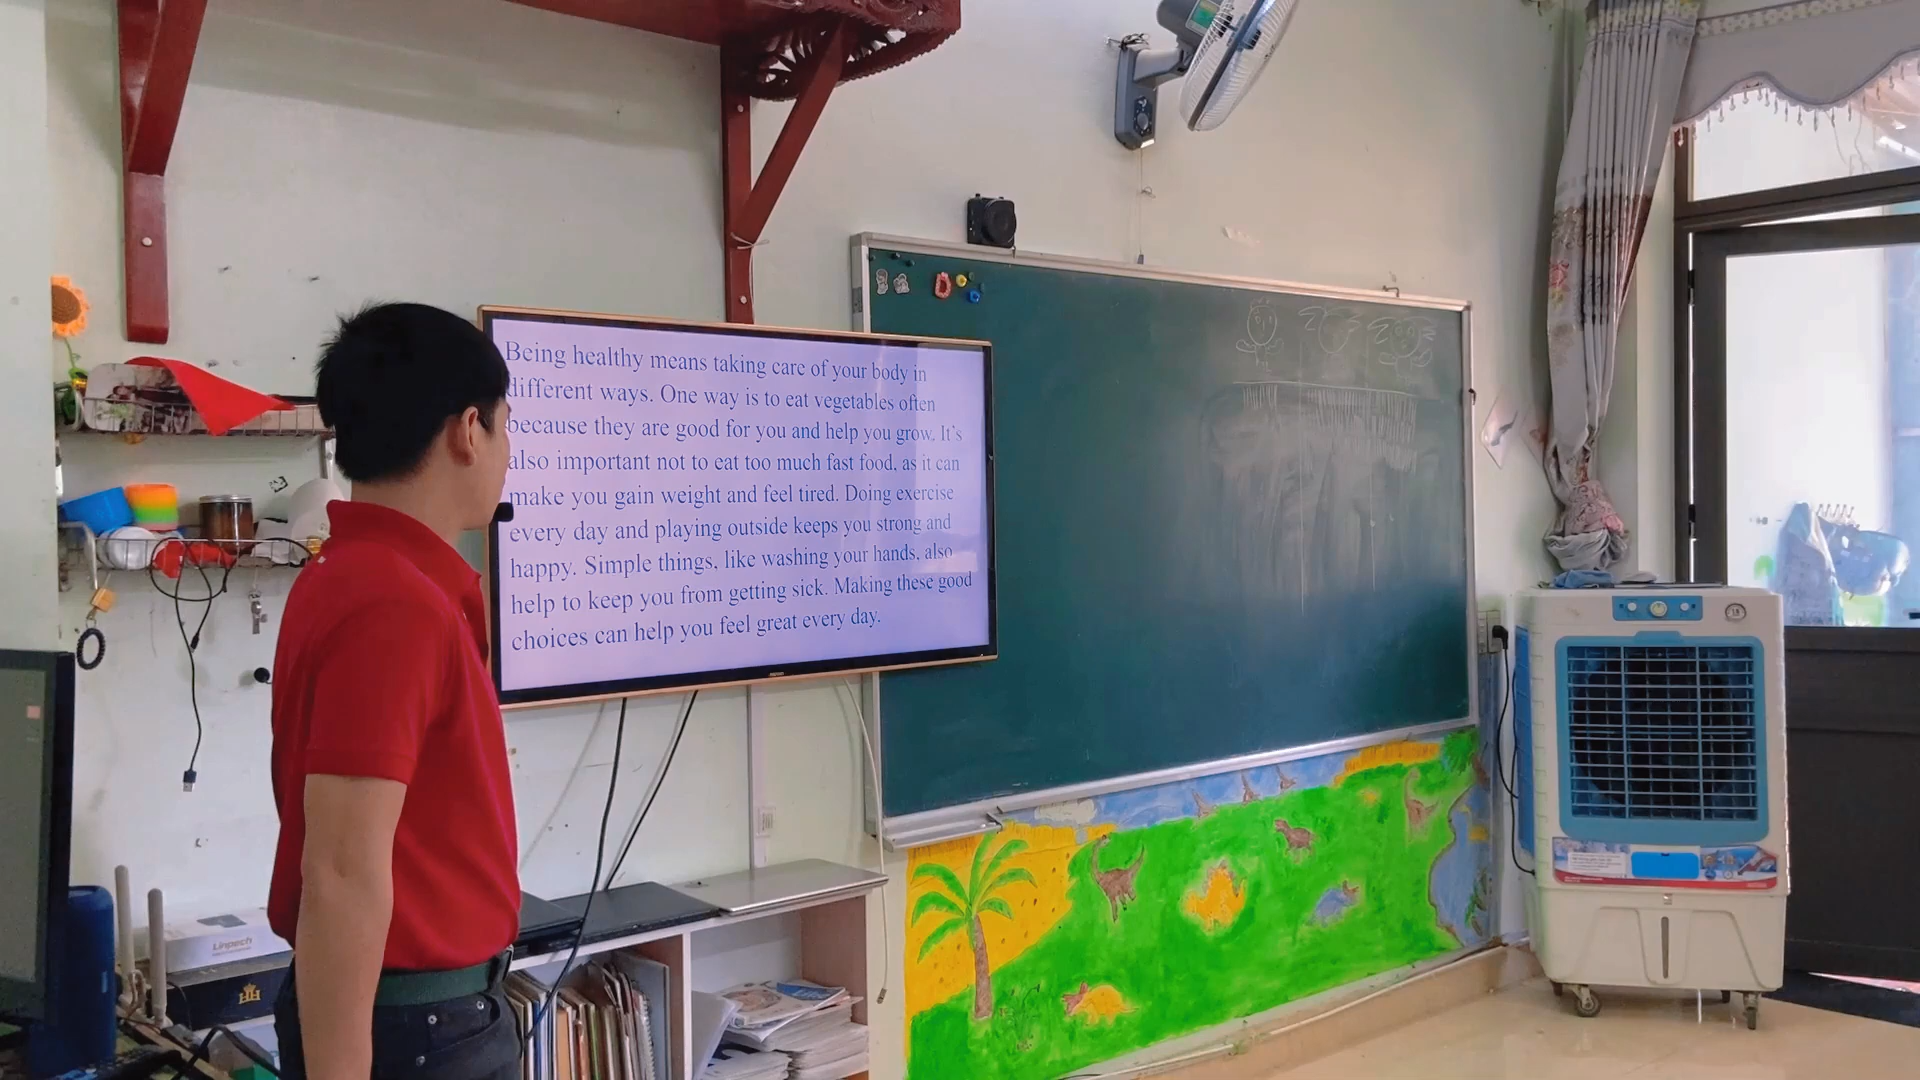 Being healthy means taking care of your body in
different ways. One way is to eat vegetables often
because they are good for you and help you grow. It's
also important not to eat too much fast food, as it can
make you gain weight and feel tired. Doing exercise
every day and playing outside keeps you strong and
happy. Simple things, like washing your hands, also
help to keep you from getting sick. Making these good
choices can help you feel great every day.
Linpech
HH